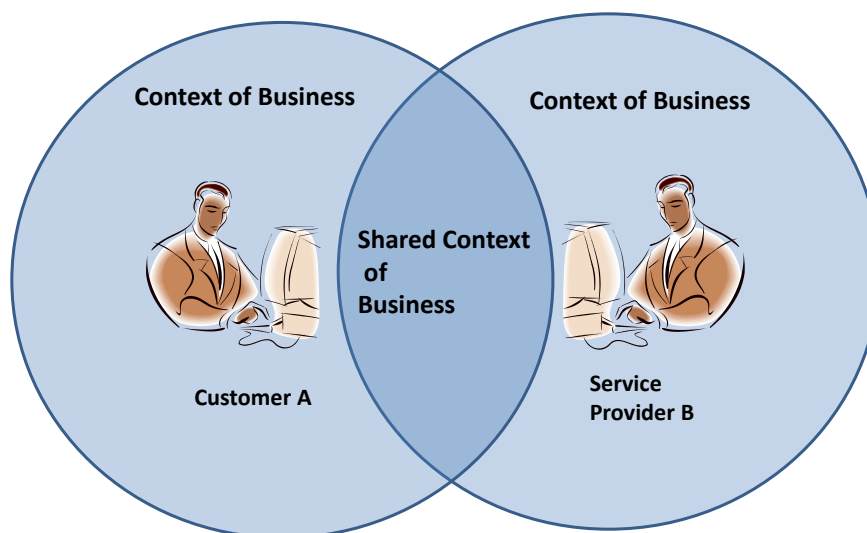 Context of Business
Context of Business
Shared Context
of
Business
Customer A
Service
Provider B